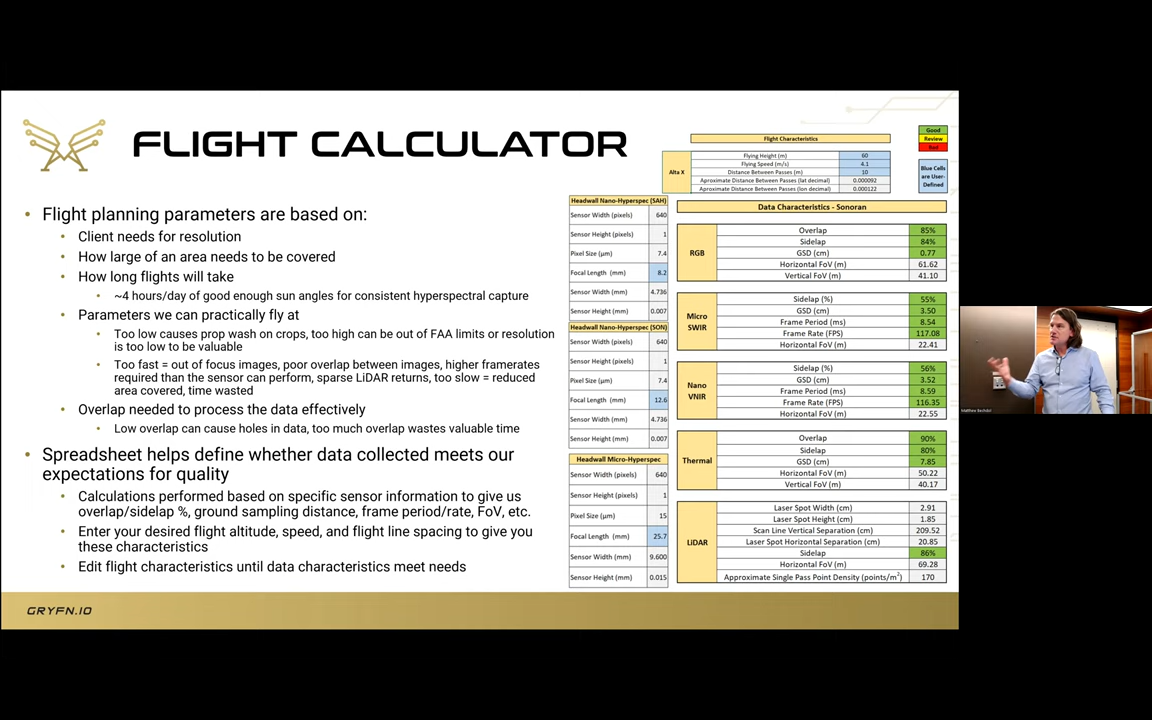 FLIGHT CALCULATOR
• Flight planning parameters are based on:
• Client needs for resolution
• How large of an area needs to be covered
• How long flights will take
• ~4 hours/day of good enough sun angles for consistent hyperspectral capture
• Parameters we can practically fly at
• Too low causes prop wash on crops, too high can be out of FAA limits or resolution
is too low to be valuable
• Too fast = out of focus images, poor overlap between images, higher framerates
required than the sensor can perform, sparse LiDAR returns, too slow = reduced
area covered, time wasted
• Overlap needed to process the data effectively
• Low overlap can cause holes in data, too much overlap wastes valuable time
• Spreadsheet helps define whether data collected meets our
expectations for quality
• Calculations performed based on specific sensor information to give us
overlap/sidelap %, ground sampling distance, frame period/rate, FoV, etc.
• Enter your desired flight altitude, speed, and flight line spacing to give you
these characteristics
• Edit flight characteristics until data characteristics meet needs
Flight Characteristics
Alta X
Flying Height (m) 60
Flying Speed (m/s) 4.1
Distance Between Passes (m) 10
Aproximate Distance Between Passes (lat decimal) 0.000092
Aproximate Distance Between Passes (lon decimal) 0.000122
Good
Review
Bad
Blue Cells
are User-
Defined
Headwall Nano-Hyperspec (SAH)
Sensor Width (pixels) 640
Sensor Height (pixels) 1
Pixel Size (µm) 7.4
Focal Length (mm) 8.2
Sensor Width (mm) 4.736
Sensor Height (mm) 0.007
Headwall Nano-Hyperspec (SON)
Sensor Width (pixels) 640
Sensor Height (pixels) 1
Pixel Size (µm) 7.4
Focal Length (mm) 12.6
Sensor Width (mm) 4.736
Sensor Height (mm) 0.007
Headwall Micro-Hyperspec
Sensor Width (pixels) 640
Sensor Height (pixels) 1
Pixel Size (µm) 15
Focal Length (mm) 25.7
Sensor Width (mm) 9.600
Sensor Height (mm) 0.015
Data Characteristics - Sonoran
RGB
Overlap 85%
Sidelap 84%
GSD (cm) 0.77
Horizontal FoV (m) 61.62
Vertical FoV (m) 41.10
Micro
SWIR
Sidelap (%) 55%
GSD (cm) 3.50
Frame Period (ms) 8.54
Frame Rate (FPS) 117.08
Horizontal FoV (m) 22.41
Nano
VNIR
Sidelap (%) 56%
GSD (cm) 3.52
Frame Period (ms) 8.59
Frame Rate (FPS) 116.35
Horizontal FoV (m) 22.55
Thermal
Overlap 90%
Sidelap 80%
GSD (cm) 7.85
Horizontal FoV (m) 50.22
Vertical FoV (m) 40.17
LiDAR
Laser Spot Width (cm) 2.91
Laser Spot Height (cm) 1.85
Scan Line Vertical Separation (cm) 209.52
Laser Spot Horizontal Separation (cm) 20.85
Sidelap 86%
Horizontal FoV (m) 69.28
Approximate Single Pass Point Density (points/m²) 170
GRYFN.IO
Matthew Bechdol